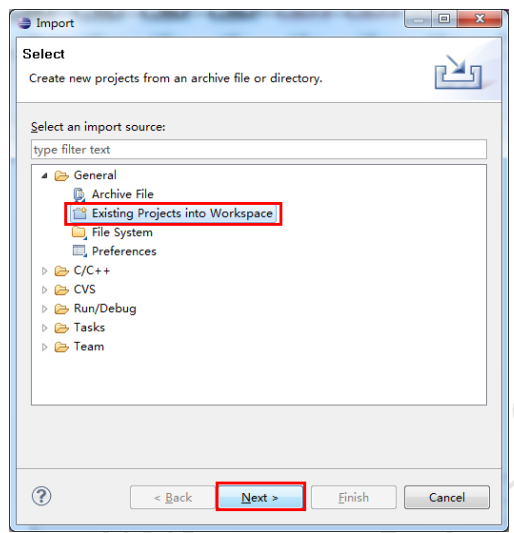 Import
Select
Create new projects from an archive file or directory.
Select an import source:
type filter text
General
Archive File
Existing Projects into Workspace
File System
Preferences
C/C++
CVS
Run/Debug
Tasks
Team
< Back Next > Finish Cancel